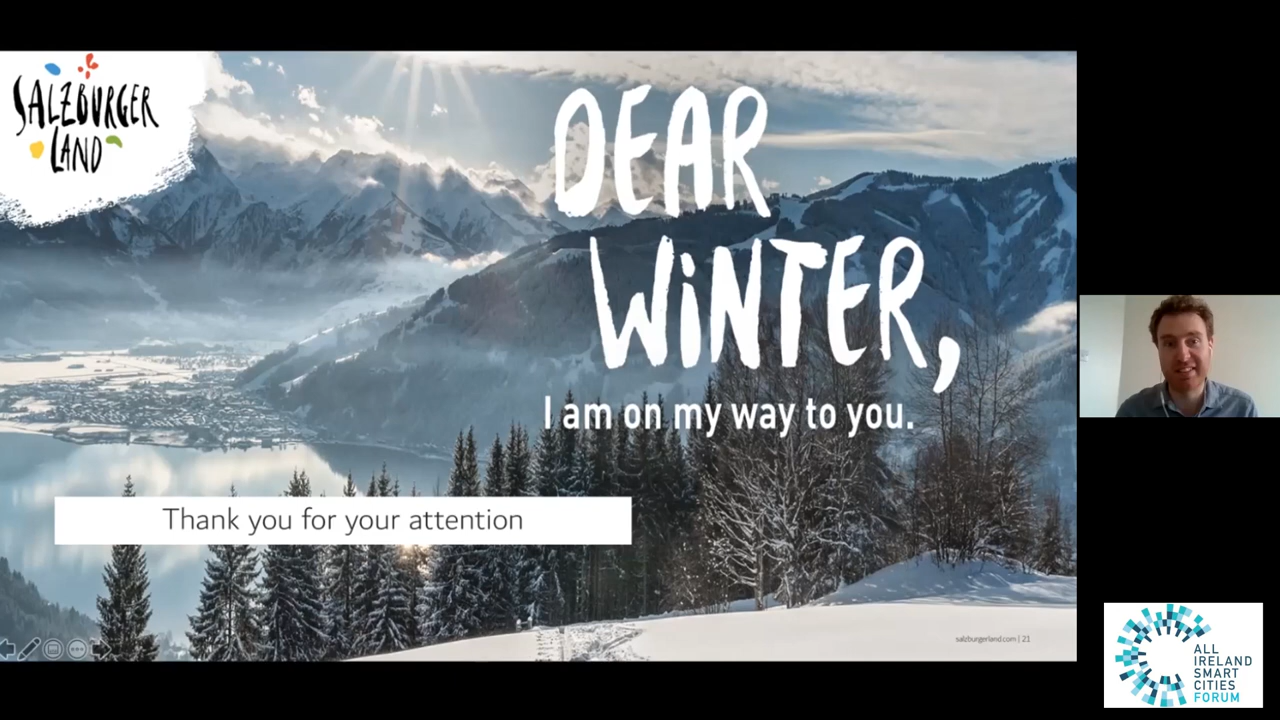 SALZBURGER
LAND
DEAR
WiNTER,
I am on my way to you.
Thank you for your attention
salzburgerland.com | 21
ALL
IRELAND
SMART
CITIES
FORUM